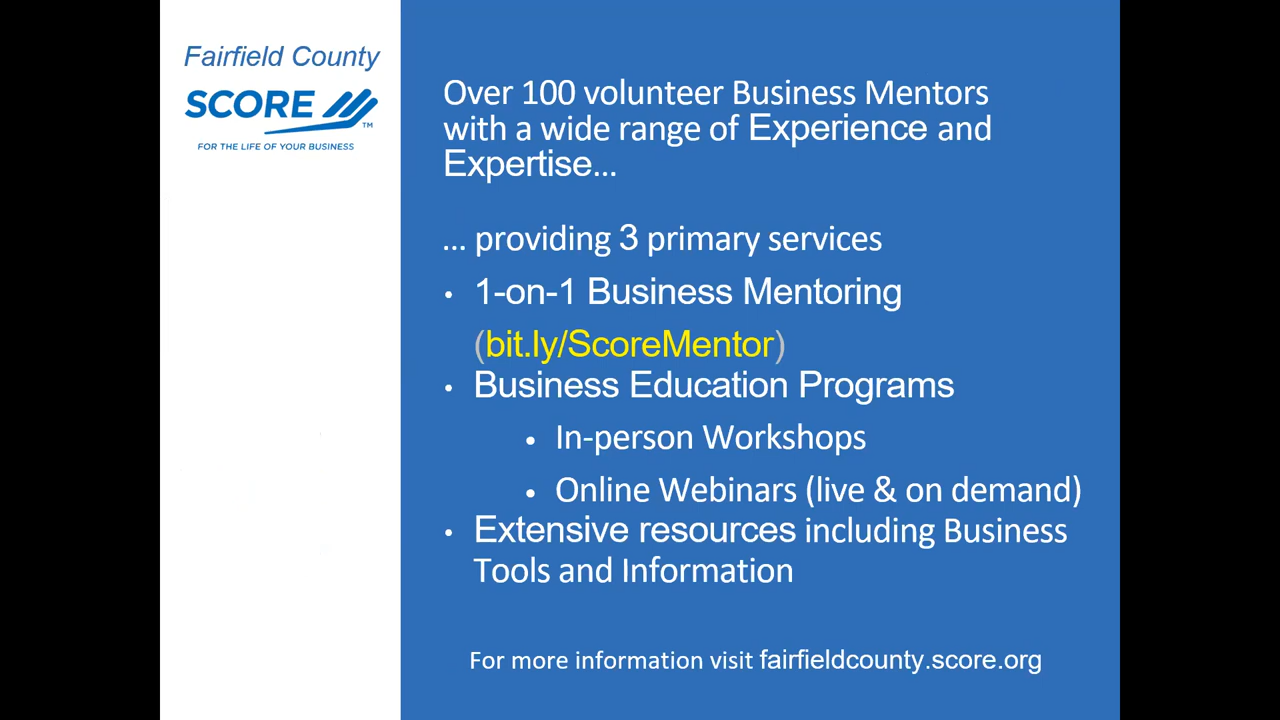 Fairfield County
SCORE
TM
FOR THE LIFE OF YOUR BUSINESS
Over 100 volunteer Business Mentors
with a wide range of Experience and
Expertise...
... providing 3 primary services
• 1-on-1 Business Mentoring
(bit.ly/ScoreMentor)
• Business Education Programs
• In-person Workshops
• Online Webinars (live & on demand)
• Extensive resources including Business
Tools and Information
For more information visit fairfieldcounty.score.org